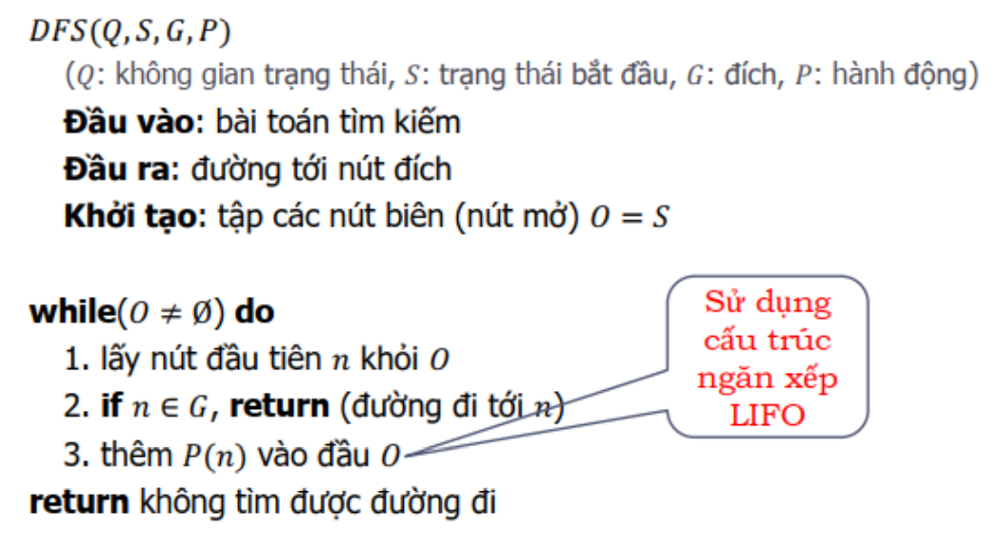 DFS(Q, S, G, P)
(Q: không gian trạng thái, S: trạng thái bắt đầu, G: đích, P: hành động)
Đầu vào: bài toán tìm kiếm
Đầu ra: đường tới nút đích
Khởi tạo: tập các nút biên (nút mở) O = S
while(O ≠ Ø) do
1. lấy nút đầu tiên n khỏi O
2. if n ∈ G, return (đường đi tới n)
3. thêm P(n) vào đầu O
return không tìm được đường đi
Sử dụng
cấu trúc
ngăn xếp
LIFO